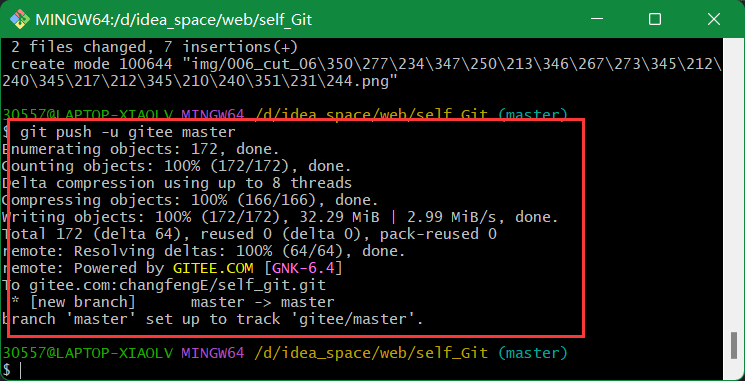 MINGW64:/d/idea_space/web/self_Git
2 files changed, 7 insertions(+)
create mode 100644 "img/006_cut_06\350\277\234\347\250\213\346\267\273\345\212\
240\345\217\212\345\210\240\351\231\244.png"
30557@LAPTOP-XIAOLV MINGW64 /d/idea_space/web/self_Git (master)
$ git push -u gitee master
Enumerating objects: 172, done.
Counting objects: 100% (172/172), done.
Delta compression using up to 8 threads
Compressing objects: 100% (166/166), done.
Writing objects: 100% (172/172), 32.29 MiB | 2.99 MiB/s, done.
Total 172 (delta 64), reused 0 (delta 0), pack-reused 0
remote: Resolving deltas: 100% (64/64), done.
remote: Powered by GITEE.COM [GNK-6.4]
To gitee.com:changfengE/self_git.git
* [new branch]      master -> master
branch 'master' set up to track 'gitee/master'.
30557@LAPTOP-XIAOLV MINGW64 /d/idea_space/web/self_Git (master)
$